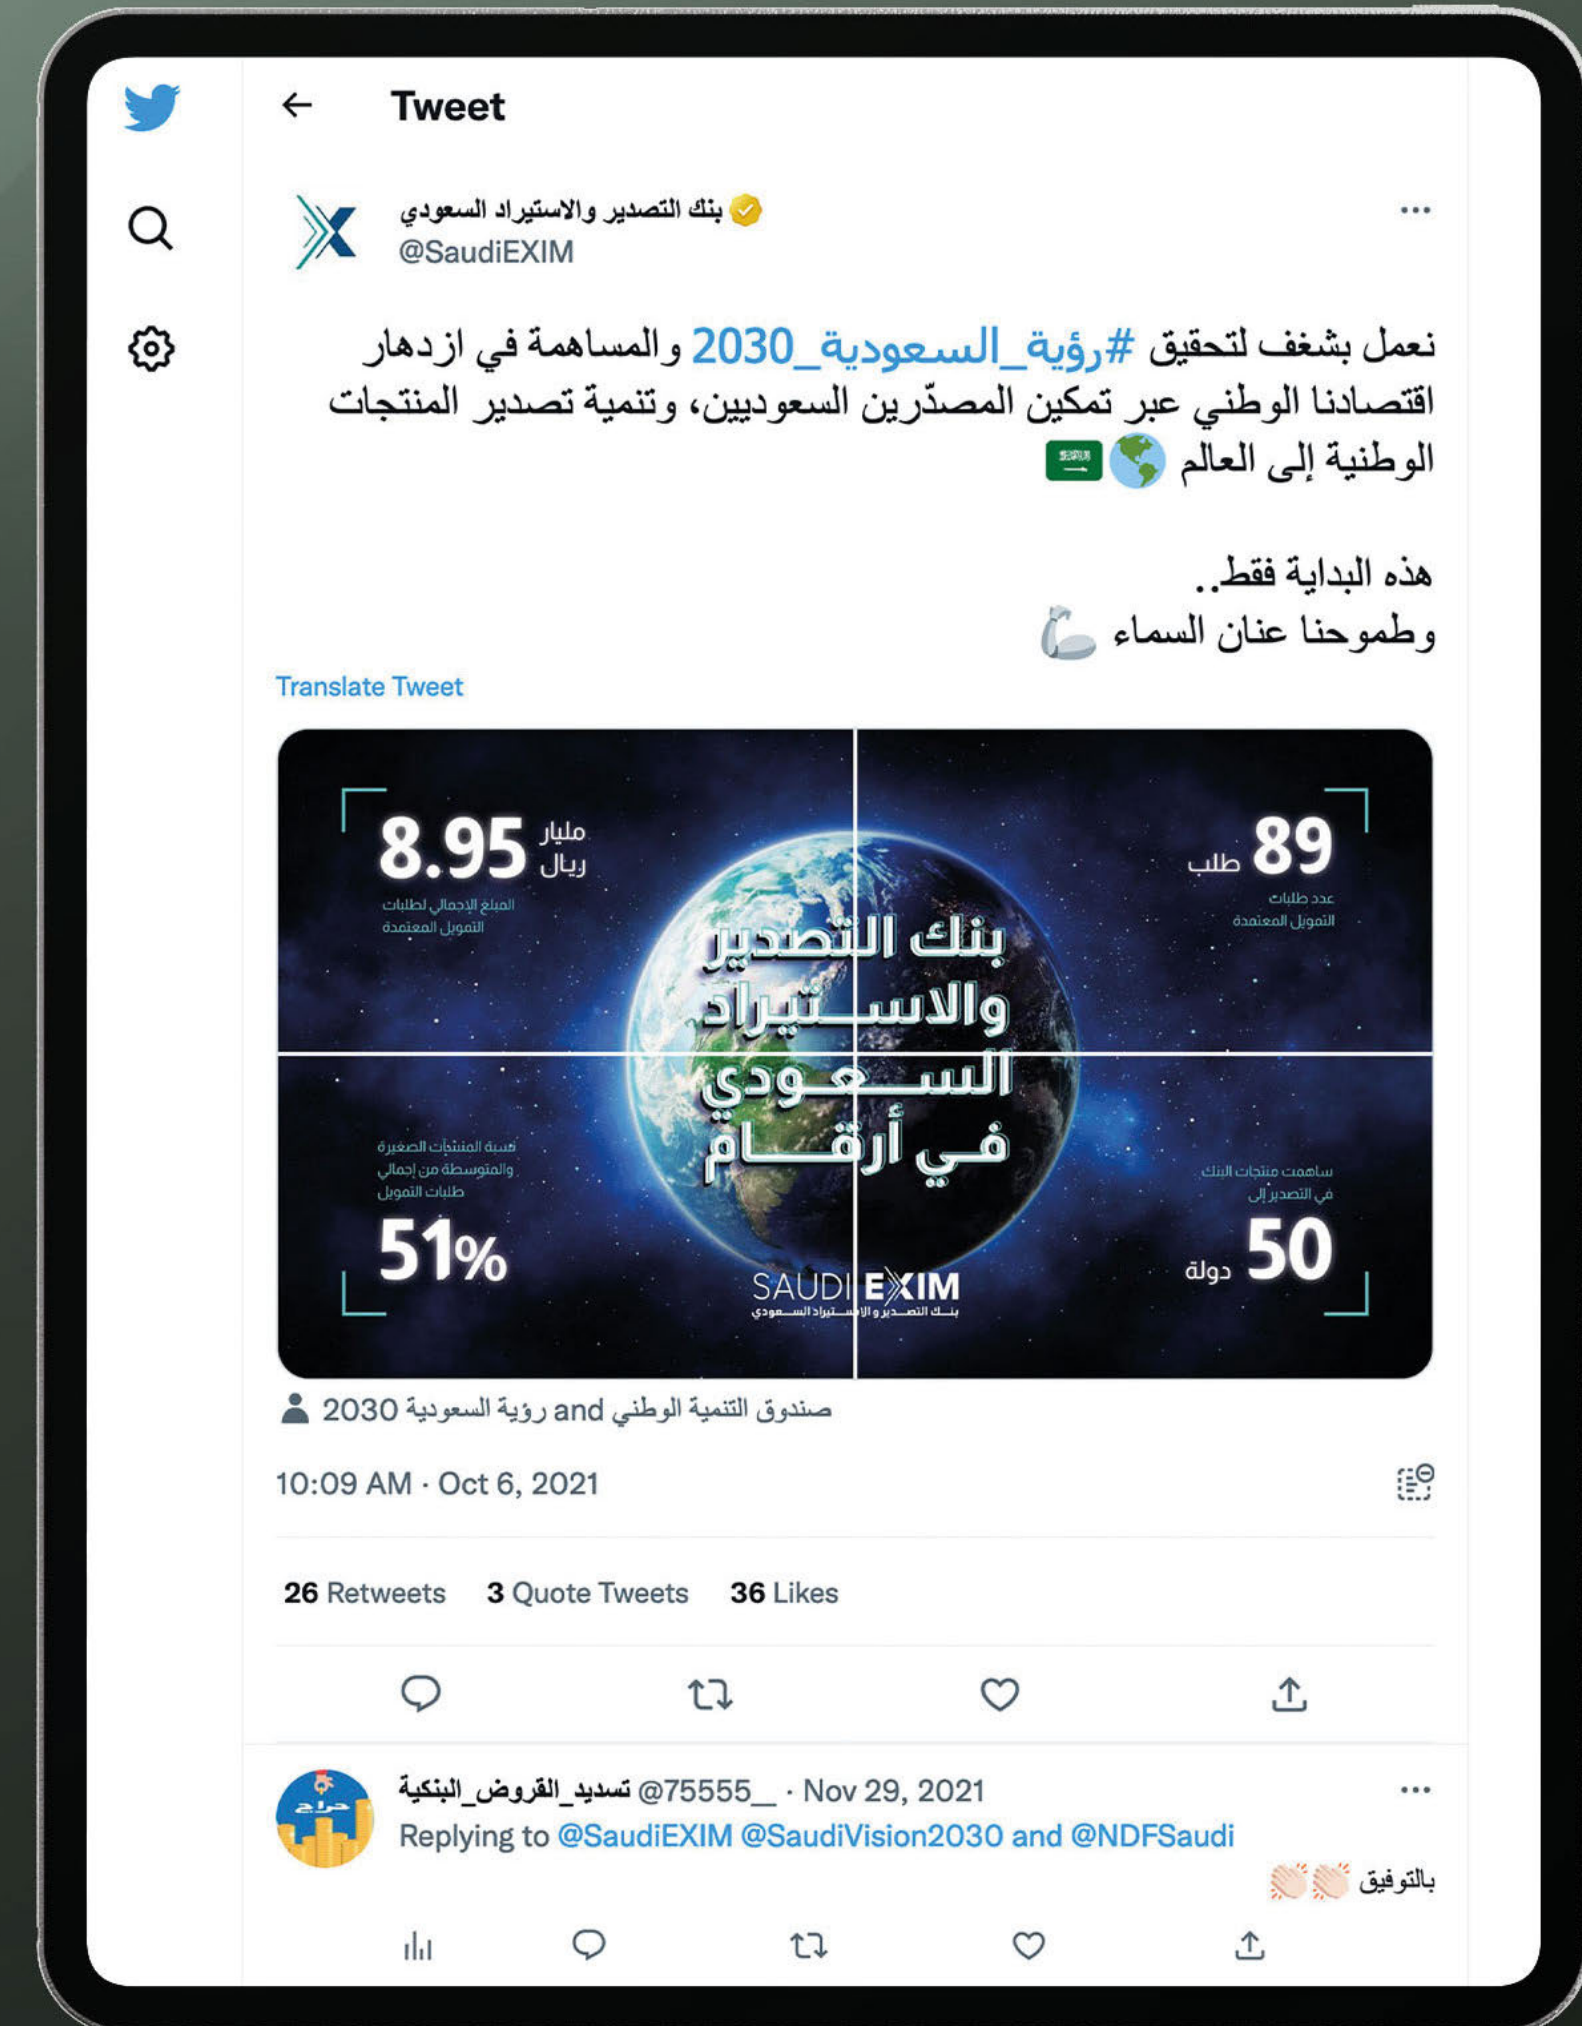 Tweet
بنك التصدير والاستيراد السعودي
@SaudiEXIM
نعمل بشغف لتحقيق #رؤية_السعودية_2030 والمساهمة في ازدهار
اقتصادنا الوطني عبر تمكين المصدّرين السعوديين، وتنمية تصدير المنتجات
الوطنية إلى العالم 🌎🇸🇦
هذه البداية فقط..
وطموحنا عنان السماء 🦾
Translate Tweet
89 طلب
عدد طلبات
التمويل المعتمدة
8.95 مليار ريال
المبلغ الإجمالي لطلبات
التمويل المعتمدة
بنك التصدير
والاستيراد
السعودي
في أرقام
ساهمت منتجات البنك
في التصدير إلى
50 دولة
نسبة المنشآت الصغيرة
والمتوسطة من إجمالي
طلبات التمويل
51%
SAUDI EXIM
بنك التصدير والاستيراد السعودي
صندوق التنمية الوطني and رؤية السعودية 2030
10:09 AM · Oct 6, 2021
26 Retweets 3 Quote Tweets 36 Likes
حراج
تسديد_القروض_البنكية @75555__ · Nov 29, 2021
Replying to @SaudiEXIM @SaudiVision2030 and @NDFSaudi
بالتوفيق 👏🏻👏🏻